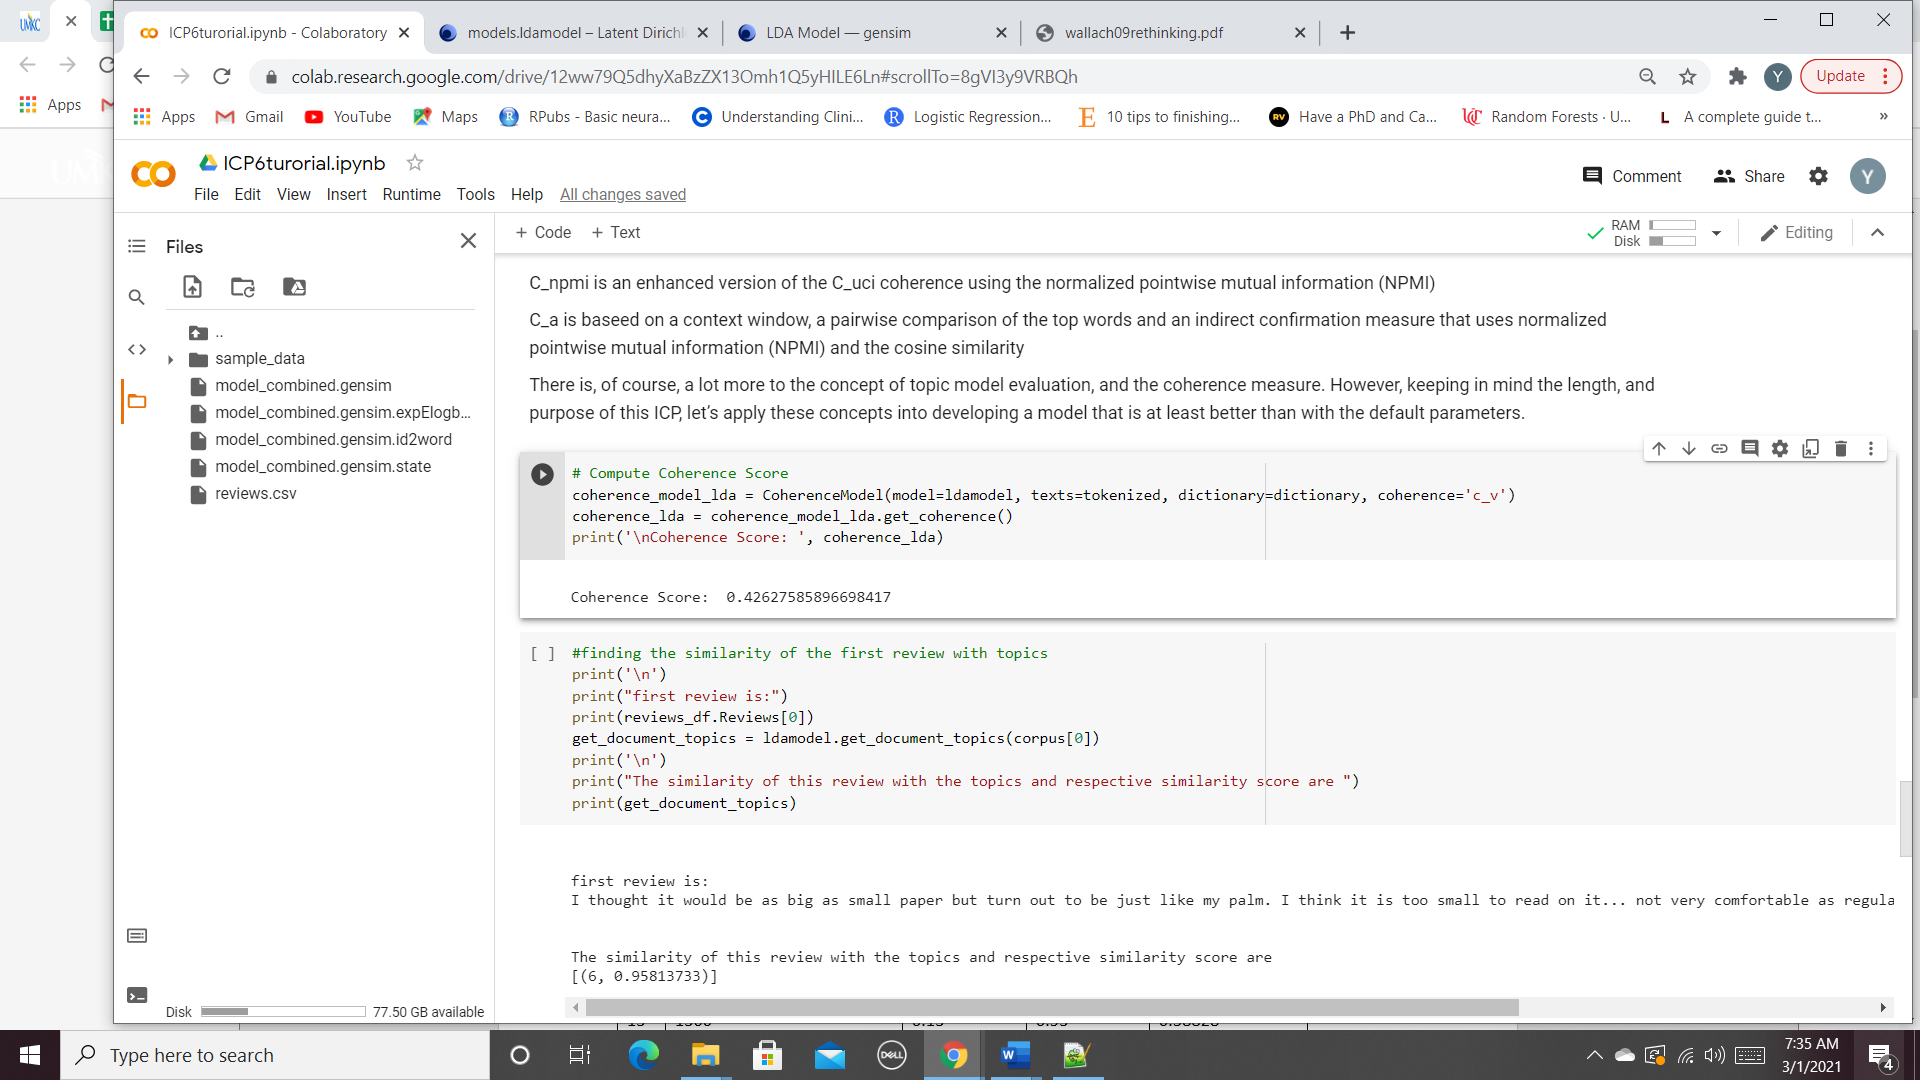 UMKC
ICP6turorial.ipynb - Colaboratory
models.ldamodel – Latent Dirichl
LDA Model — gensim
wallach09rethinking.pdf
colab.research.google.com/drive/12ww79Q5dhyXaBzZX13Omh1Q5yHILE6Ln#scrollTo=8gVI3y9VRBQh
Y
Update
Apps
Apps
Gmail
YouTube
Maps
RPubs - Basic neura...
Understanding Clini...
Logistic Regression...
10 tips to finishing...
Have a PhD and Ca...
Random Forests · U...
A complete guide t...
»
ICP6turorial.ipynb
File Edit View Insert Runtime Tools Help All changes saved
Comment
Share
Y
Files
+ Code + Text
RAM
Disk
Editing
..
sample_data
model_combined.gensim
model_combined.gensim.expElogb...
model_combined.gensim.id2word
model_combined.gensim.state
reviews.csv
Disk
77.50 GB available
C_npmi is an enhanced version of the C_uci coherence using the normalized pointwise mutual information (NPMI)
C_a is baseed on a context window, a pairwise comparison of the top words and an indirect confirmation measure that uses normalized
pointwise mutual information (NPMI) and the cosine similarity
There is, of course, a lot more to the concept of topic model evaluation, and the coherence measure. However, keeping in mind the length, and
purpose of this ICP, let's apply these concepts into developing a model that is at least better than with the default parameters.
# Compute Coherence Score
coherence_model_lda = CoherenceModel(model=ldamodel, texts=tokenized, dictionary=dictionary, coherence='c_v')
coherence_lda = coherence_model_lda.get_coherence()
print('\nCoherence Score: ', coherence_lda)
Coherence Score:  0.42627585896698417
[ ] #finding the similarity of the first review with topics
print('\n')
print("first review is:")
print(reviews_df.Reviews[0])
get_document_topics = ldamodel.get_document_topics(corpus[0])
print('\n')
print("The similarity of this review with the topics and respective similarity score are ")
print(get_document_topics)
first review is:
I thought it would be as big as small paper but turn out to be just like my palm. I think it is too small to read on it... not very comfortable as regula
The similarity of this review with the topics and respective similarity score are
[(6, 0.95813733)]
Type here to search
DELL
7:35 AM
3/1/2021
4